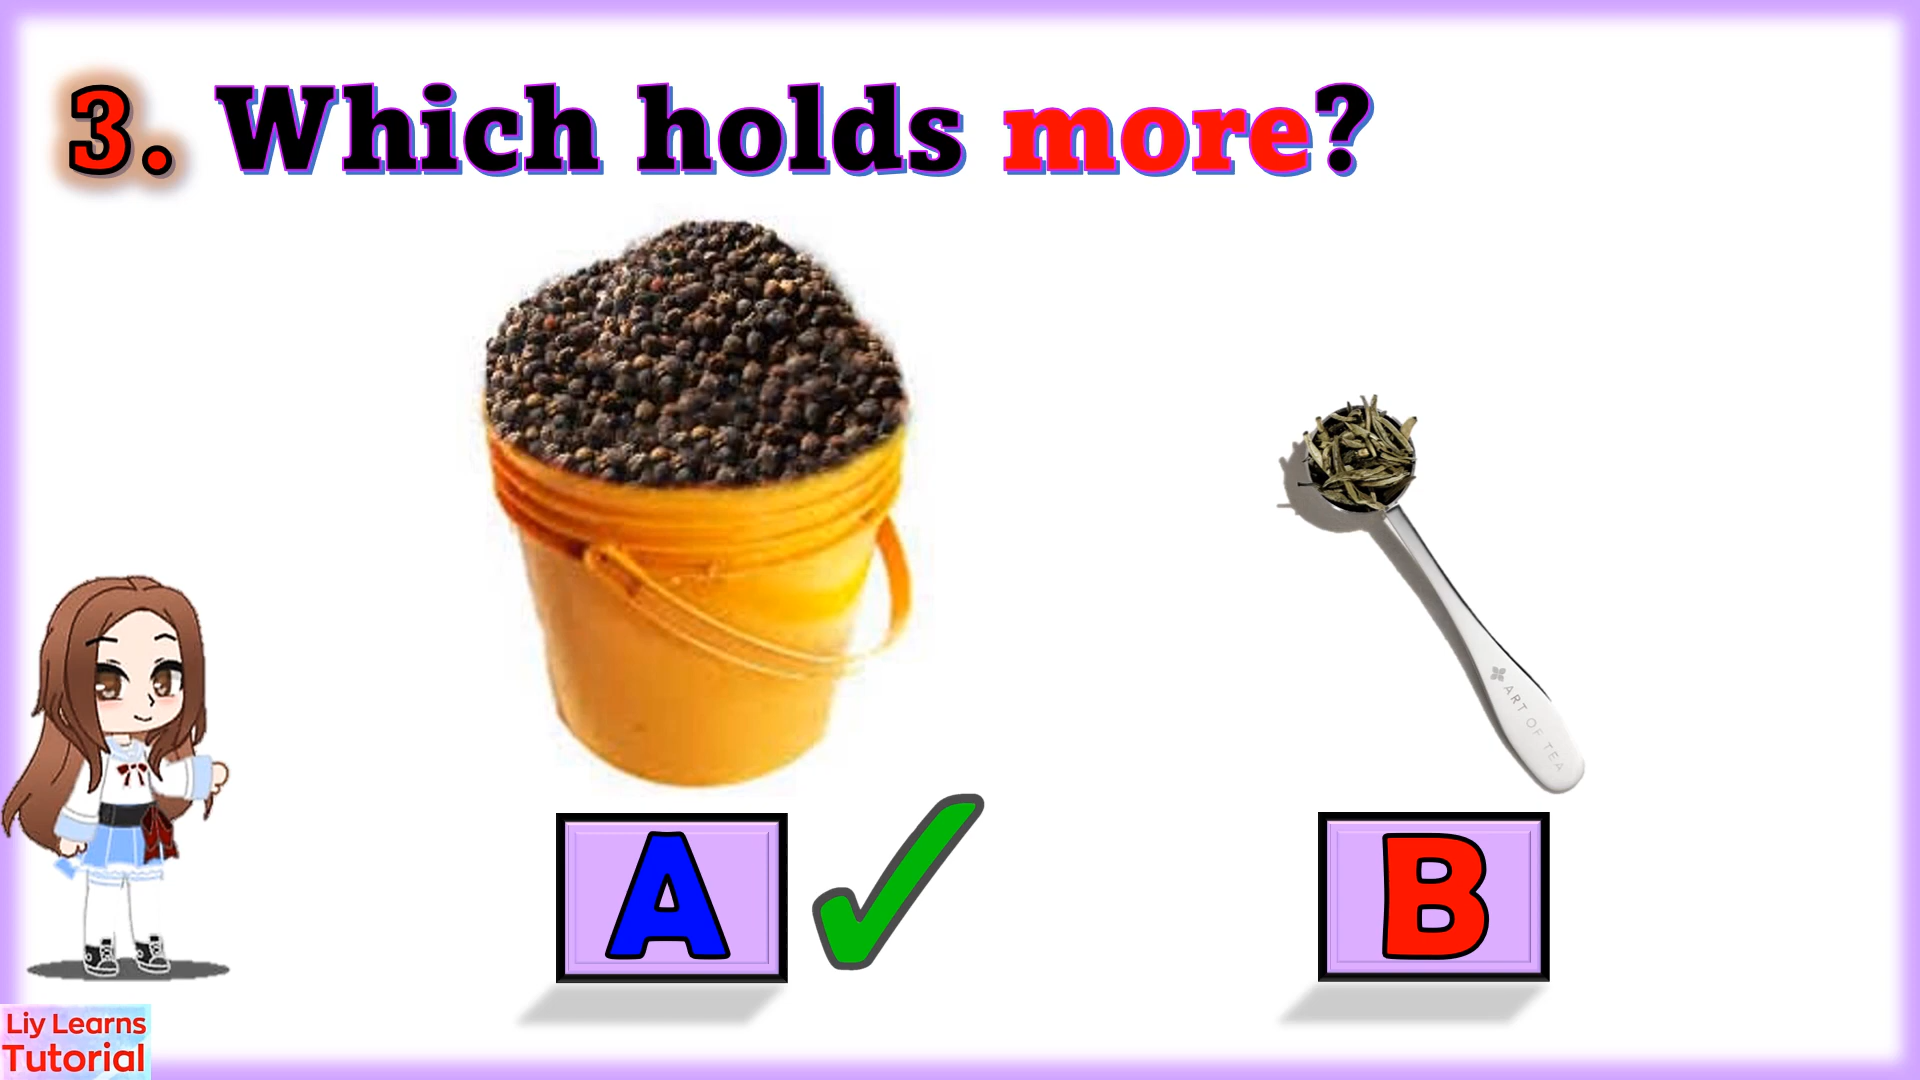 3. Which holds more?
ART OF TEA
A
B
Liy Learns
Tutorial